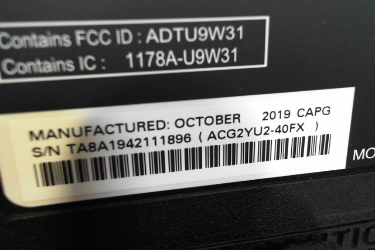 Contains FCC ID : ADTU9W31
Contains IC : 1178A-U9W31
MANUFACTURED: OCTOBER 2019 CAPG
S/N TA8A1942111896 ( ACG2YU2-40FX )
MO